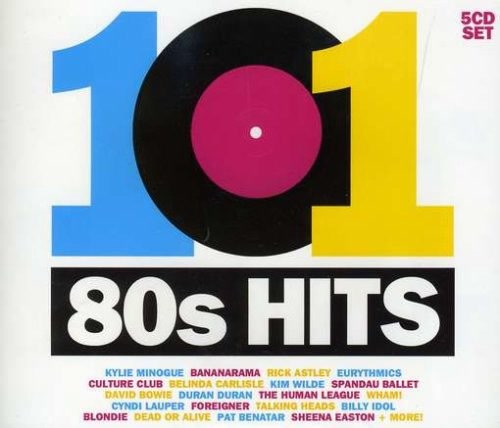 5CD
SET
101
80s HITS
KYLIE MINOGUE BANANARAMA RICK ASTLEY EURYTHMICS
CULTURE CLUB BELINDA CARLISLE KIM WILDE SPANDAU BALLET
DAVID BOWIE DURAN DURAN THE HUMAN LEAGUE WHAM!
CYNDI LAUPER FOREIGNER TALKING HEADS BILLY IDOL
BLONDIE DEAD OR ALIVE PAT BENATAR SHEENA EASTON + MORE!